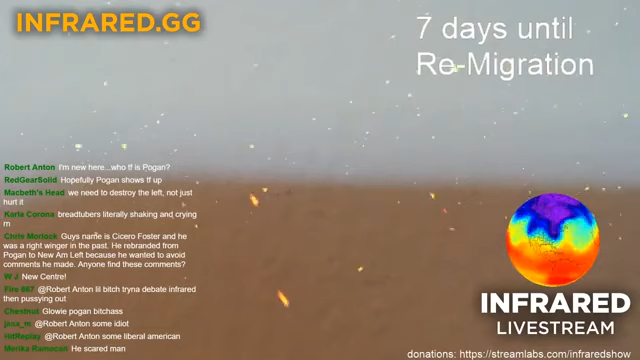 INFRARED.GG
7 days until
Re-Migration
Robert Anton I'm new here...who tf is Pogan?
RedGearSolid Hopefully Pogan shows tf up
Macbeth's Head we need to destroy the left, not just
hurt it
Karla Corona breadtubers literally shaking and crying
rn
Chris Morlock Guys name is Cicero Foster and he
was a right winger in the past. He rebranded from
Pogan to New Am Left because he wanted to avoid
comments he made. Anyone find these comments?
W J New Centre!
Fire 667 @Robert Anton lil bitch tryna debate infrared
then pussying out
Chestnut Glowie pogan bitchass
@Robert Anton some idiot
HitReplay @Robert Anton some liberal american
He scared man
INFRARED
LIVESTREAM
donations: https://streamlabs.com/infraredshow